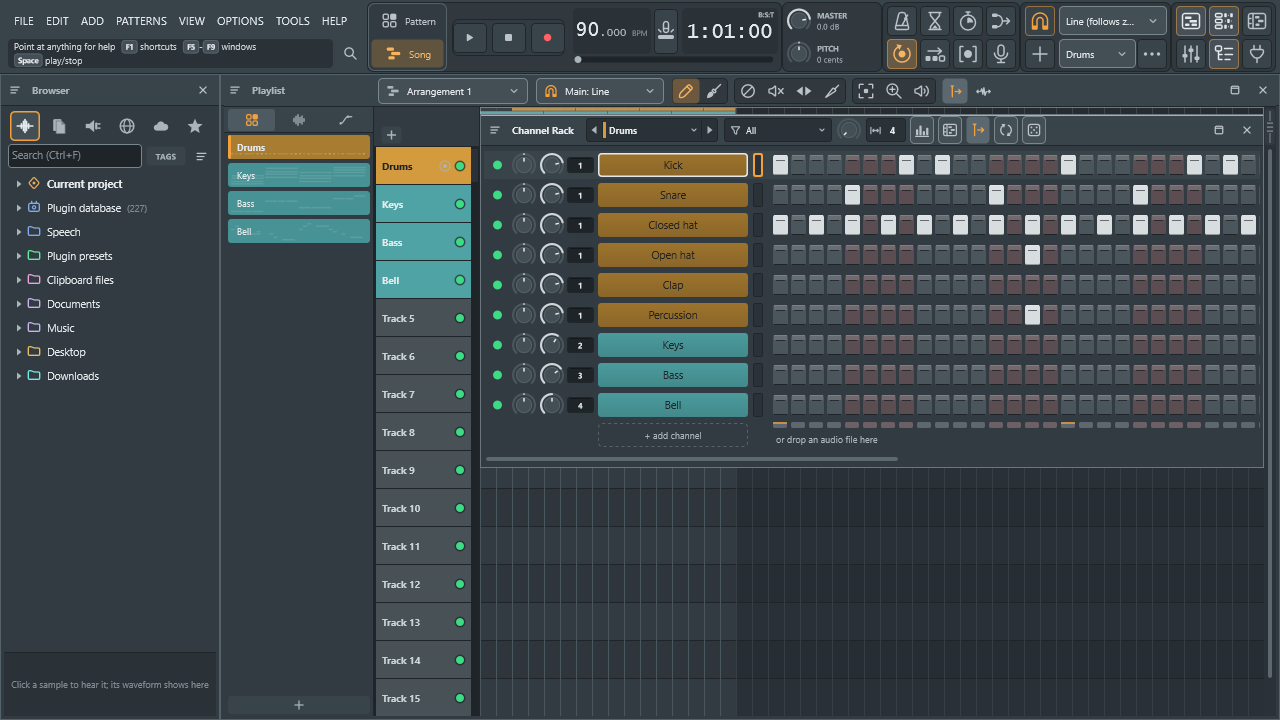 FILE EDIT ADD PATTERNS VIEW OPTIONS TOOLS HELP
Point at anything for help F1 shortcuts F5 - F9 windows
Space play/stop
Pattern
Song
90.000 BPM
B:S:T
1:01:00
MASTER
0.0 dB
PITCH
0 cents
Line (follows z...
Drums
Browser
Search (Ctrl+F)
TAGS
Current project
Plugin database (227)
Speech
Plugin presets
Clipboard files
Documents
Music
Desktop
Downloads
Click a sample to hear it; its waveform shows here
Playlist
Arrangement 1
Main: Line
Drums
Keys
Bass
Bell
Drums
Keys
Bass
Bell
Track 5
Track 6
Track 7
Track 8
Track 9
Track 10
Track 11
Track 12
Track 13
Track 14
Track 15
Channel Rack
Drums
All
4
1 Kick
1 Snare
1 Closed hat
1 Open hat
1 Clap
1 Percussion
2 Keys
3 Bass
4 Bell
+ add channel
or drop an audio file here